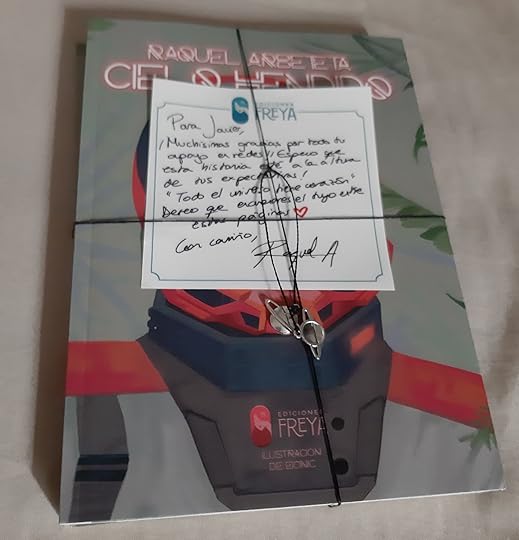 RAQUEL ARBETETA
CIELO HENDIDO
EDICIONES
FREYA
Para Javier,
¡Muchísimas gracias por todo tu
apoyo en redes!! ¡Espero que
esta historia esté a la altura
de tus expectativas!
"Todo el universo tiene corazón"
Deseo que encuentres el tuyo entre
estas páginas
Con cariño,
Raquel A
EDICIONES
FREYA
ILUSTRACIÓN
DE BIONIC